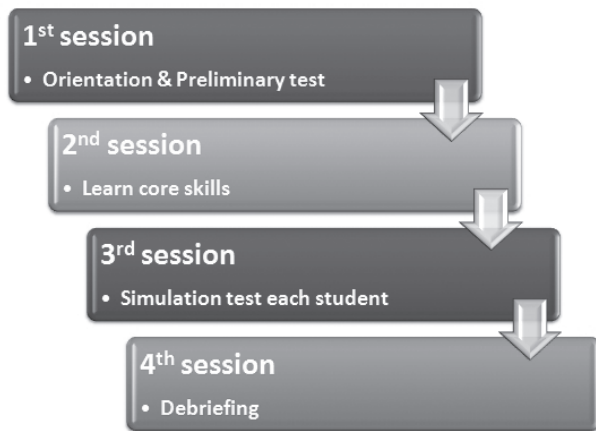 1st session
• Orientation & Preliminary test
2nd session
• Learn core skills
3rd session
• Simulation test each student
4th session
• Debriefing